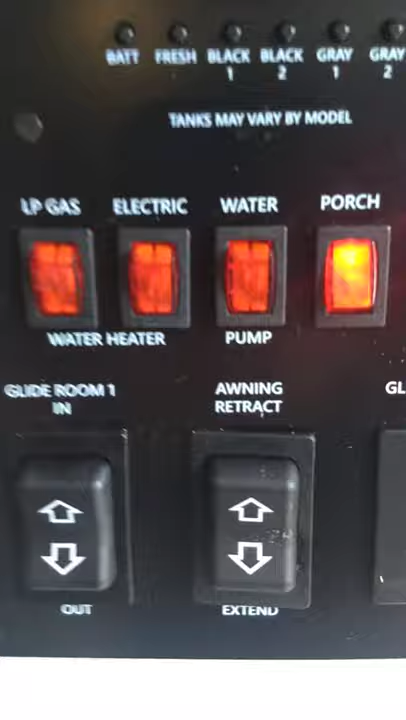 BATT FRESH BLACK 1 BLACK 2 GRAY 1 GRAY 2
TANKS MAY VARY BY MODEL
LP GAS ELECTRIC WATER PORCH
WATER HEATER PUMP
GLIDE ROOM 1 IN AWNING RETRACT GL
OUT EXTEND